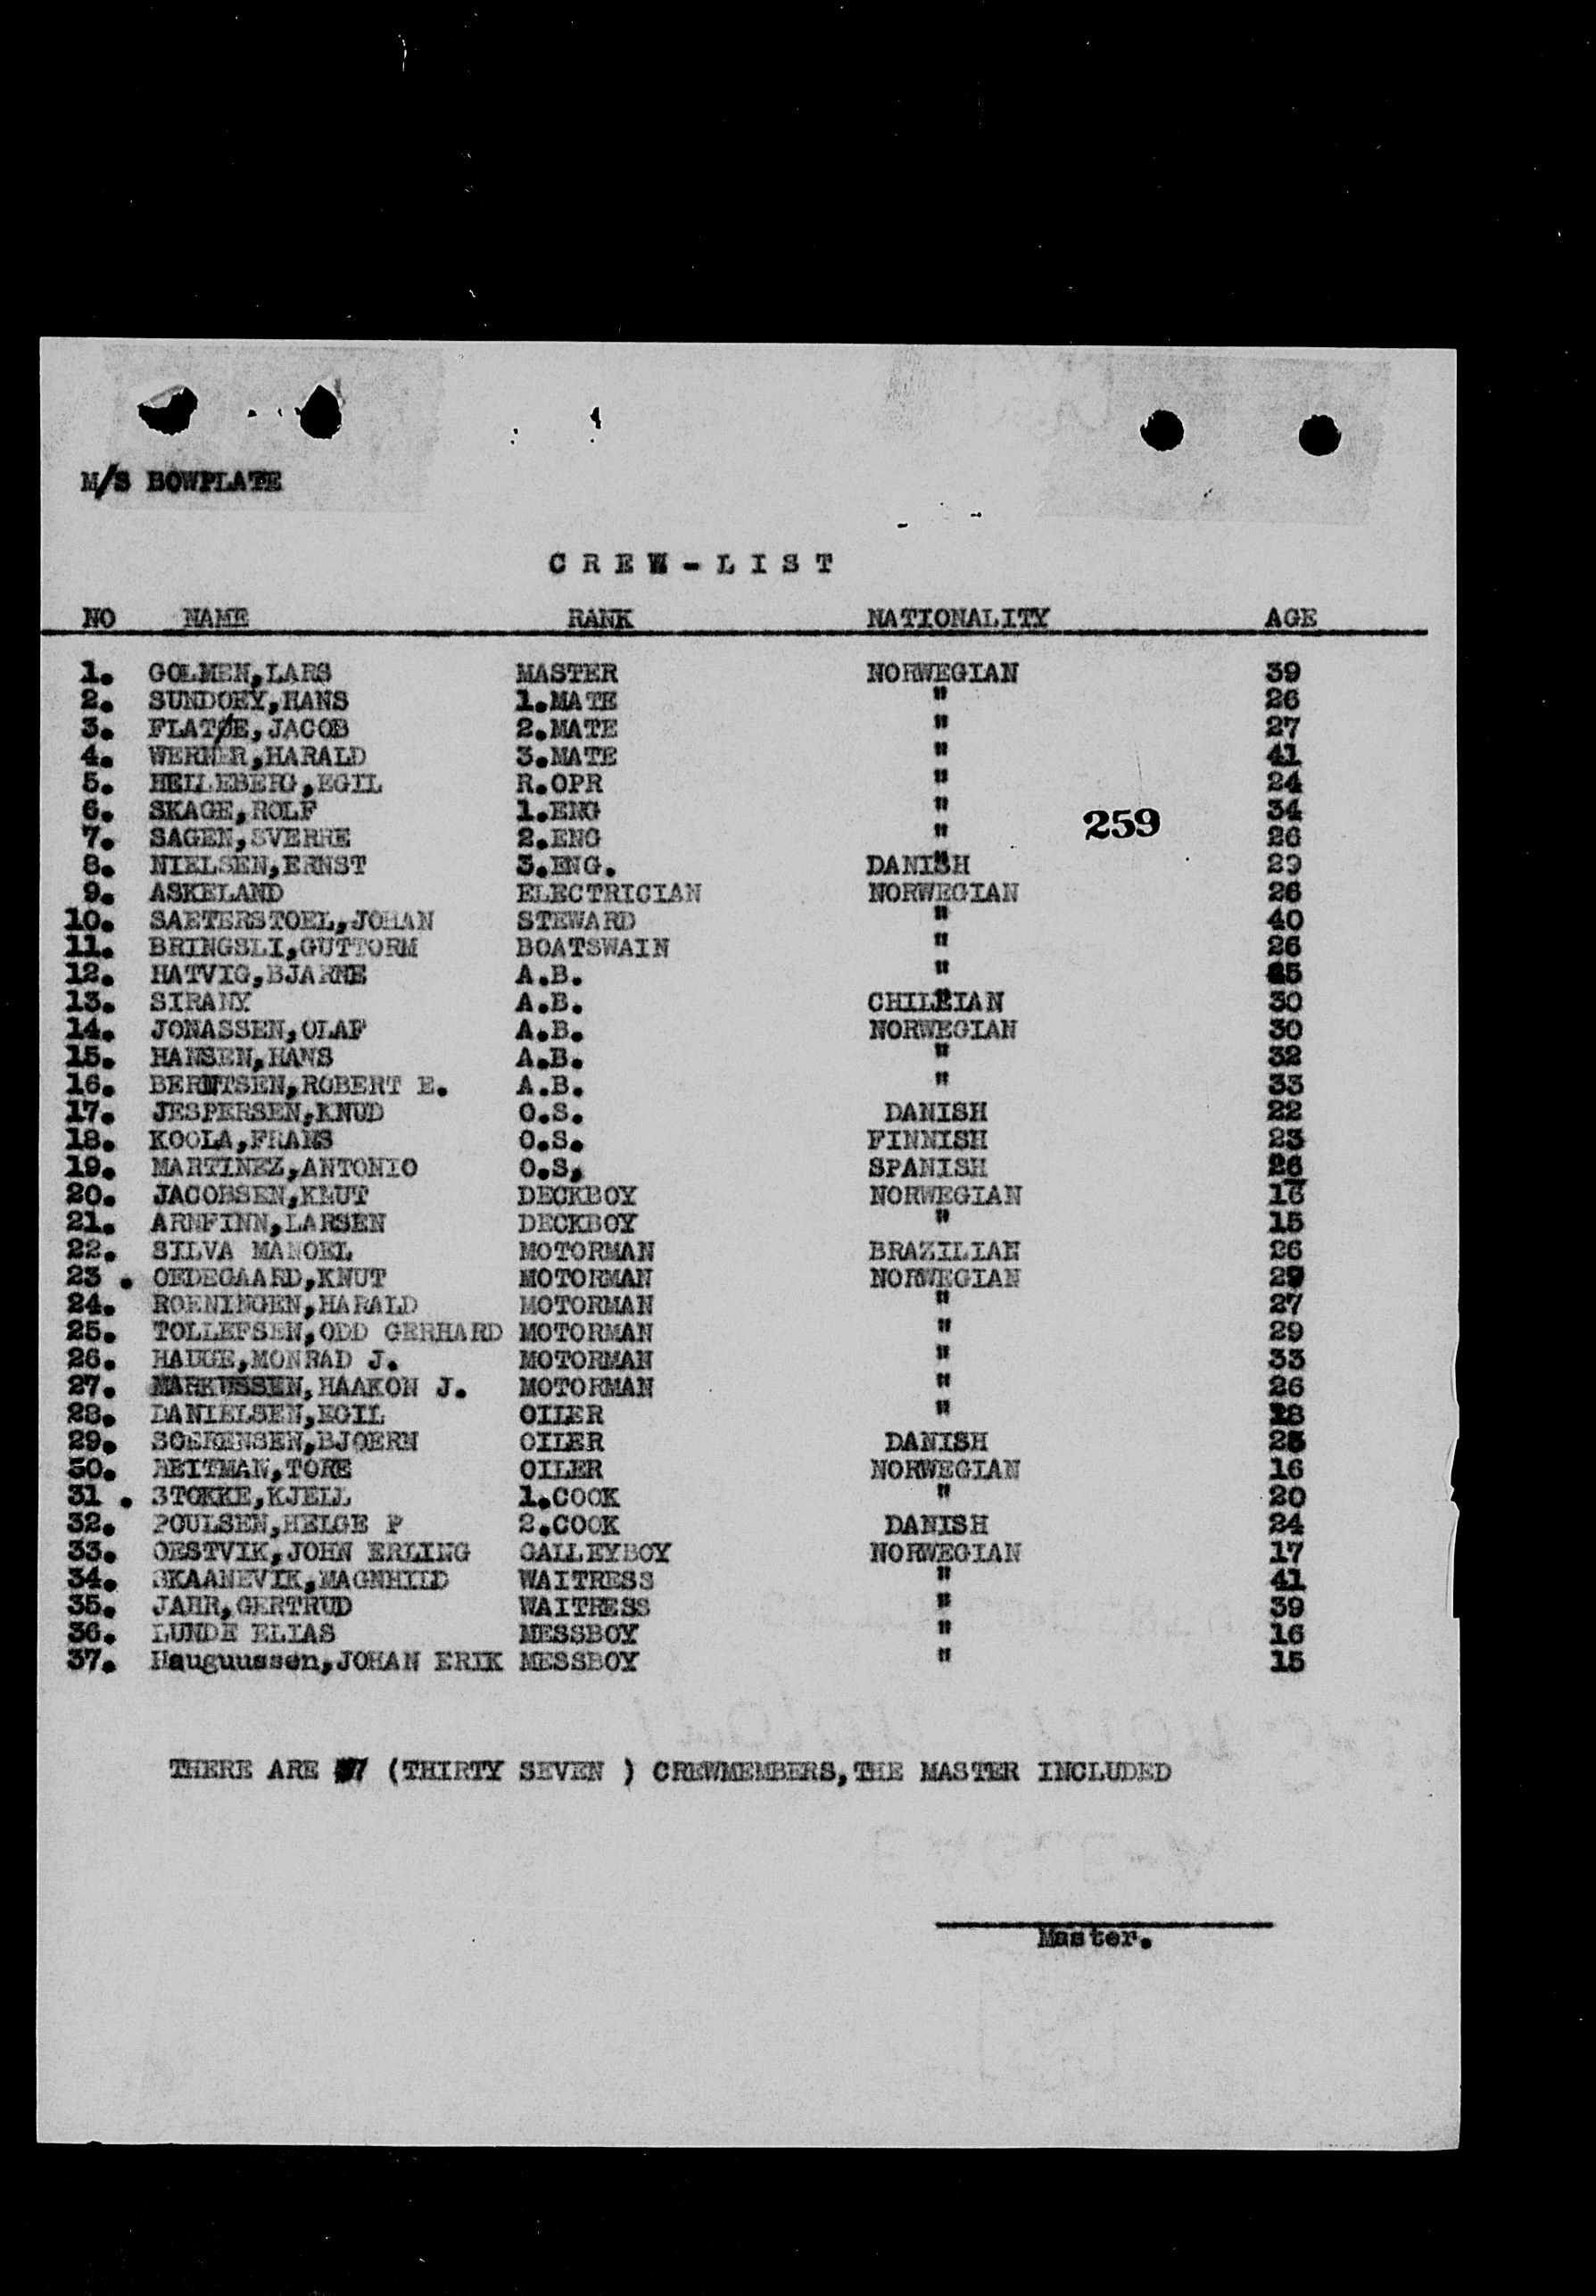 M/S BOWPLATE
CREW-LIST
NO NAME RANK NATIONALITY AGE
1. GOLMEN,LARS MASTER NORWEGIAN 39
2. SUNDOEY,HANS 1.MATE " 26
3. FLATØE,JACOB 2.MATE " 27
4. WERNER,HARALD 3.MATE " 41
5. HEILEBERG,EGIL R.OPR " 24
6. SKAGE,ROLF 1.ENG " 34
259
7. SAGEN,SVERRE 2.ENG " 26
8. NIELSEN,ERNST 3.ENG. DANISH 29
9. ASKELAND ELECTRICIAN NORWEGIAN 26
10. SAETERSTOEL,JOHAN STEWARD " 40
11. BRINGSLI,GUTTORM BOATSWAIN " 26
12. HATVIG,BJARNE A.B. "
13. SIRANY A.B. CHILEIAN 30
14. JONASSEN,OLAF A.B. NORWEGIAN 30
15. HANSEN,HANS A.B. " 32
16. BERNTSEN,ROBERT E. A.B. " 33
17. JESPERSEN,KNUD O.S. DANISH 22
18. KOOLA,FRANS O.S. FINNISH 23
19. MARTINEZ,ANTONIO O.S, SPANISH 26
20. JACOBSEN,KNUT DECKBOY NORWEGIAN 16
21. ARNFINN,LARSEN DECKBOY " 15
22. SILVA MANOEL MOTORMAN BRAZILIAN 26
23 . OEDEGAARD,KNUT MOTORMAN NORWEGIAN 29
24. ROENINGEN,HARALD MOTORMAN " 27
25. TOLLEFSEN,ODD GERHARD MOTORMAN " 29
26. HAUGE,MONRAD J. MOTORMAN " 33
27. MARKUSSEN,HAAKON J. MOTORMAN " 26
28. DANIELSEN,EGIL OILER " 18
29. SOERENSEN,BJOERN OILER DANISH
30. REITMAN,TORE OILER NORWEGIAN 16
31 . STOKKE,KJELL 1.COOK " 20
32. POULSEN,HELGE P 2.COOK DANISH 24
33. OESTVIK,JOHN ERLING GALLEYBOY NORWEGIAN 17
34. SKAANEVIK,MAGNHILD WAITRESS " 41
35. JAHR,GERTRUD WAITRESS " 39
36. LUNDE ELIAS MESSBOY " 16
37. Hauguussen,JOHAN ERIK MESSBOY " 15
THERE ARE 37 (THIRTY SEVEN ) CREWMEMBERS,THE MASTER INCLUDED
Master.